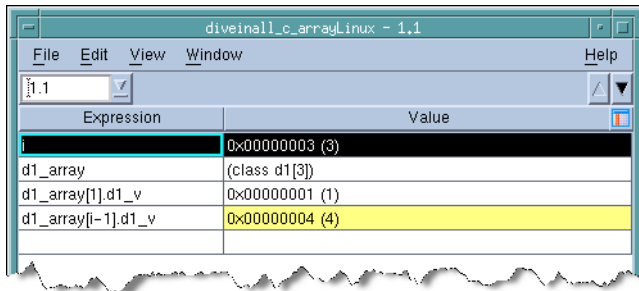 diveinall_c_arrayLinux - 1.1
File Edit View Window Help
1.1
Expression Value
i 0x00000003 (3)
d1_array (class d1[3])
d1_array[1].d1_v 0x00000001 (1)
d1_array[i-1].d1_v 0x00000004 (4)